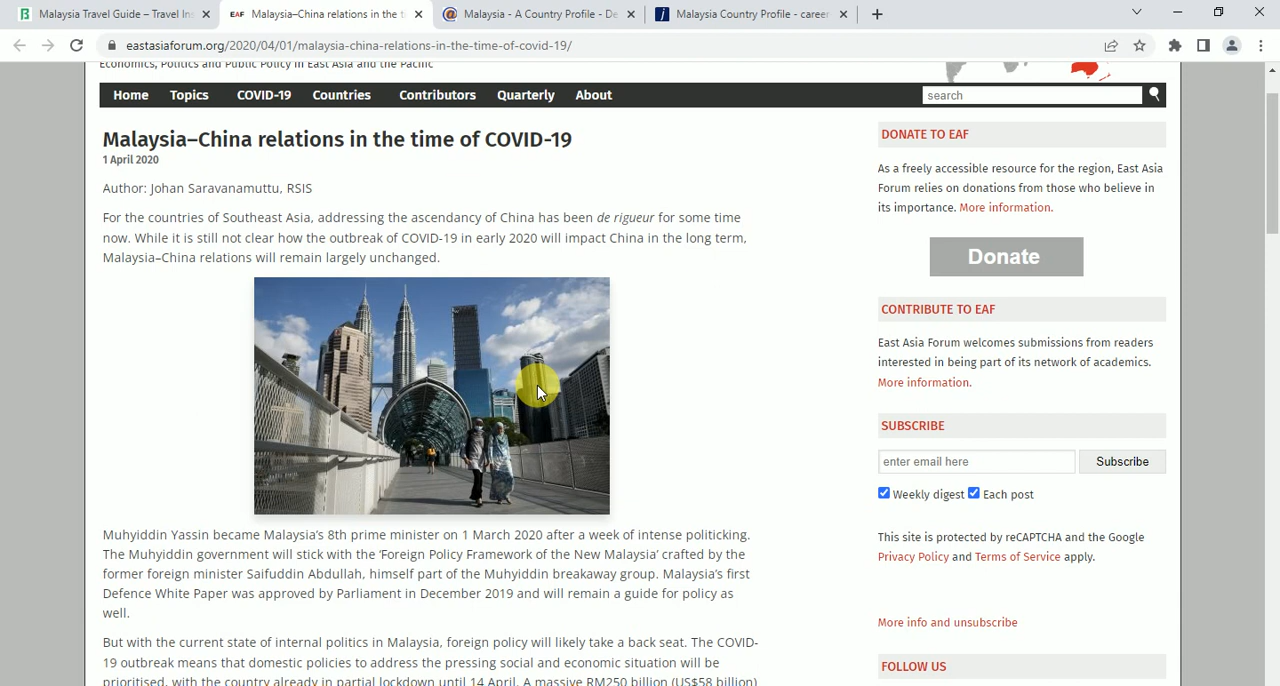 Malaysia Travel Guide – Travel In
Malaysia–China relations in the t
Malaysia - A Country Profile - De
Malaysia Country Profile - career
eastasiaforum.org/2020/04/01/malaysia-china-relations-in-the-time-of-covid-19/
Economics, Politics and Public Policy in East Asia and the Pacific
Home Topics COVID-19 Countries Contributors Quarterly About
search
Malaysia–China relations in the time of COVID-19
1 April 2020
Author: Johan Saravanamuttu, RSIS
For the countries of Southeast Asia, addressing the ascendancy of China has been de rigueur for some time
now. While it is still not clear how the outbreak of COVID-19 in early 2020 will impact China in the long term,
Malaysia–China relations will remain largely unchanged.
Muhyiddin Yassin became Malaysia's 8th prime minister on 1 March 2020 after a week of intense politicking.
The Muhyiddin government will stick with the 'Foreign Policy Framework of the New Malaysia' crafted by the
former foreign minister Saifuddin Abdullah, himself part of the Muhyiddin breakaway group. Malaysia's first
Defence White Paper was approved by Parliament in December 2019 and will remain a guide for policy as
well.
But with the current state of internal politics in Malaysia, foreign policy will likely take a back seat. The COVID-
19 outbreak means that domestic policies to address the pressing social and economic situation will be
prioritised, with the country already in partial lockdown until 14 April. A massive RM250 billion (US$58 billion)
DONATE TO EAF
As a freely accessible resource for the region, East Asia
Forum relies on donations from those who believe in
its importance. More information.
Donate
CONTRIBUTE TO EAF
East Asia Forum welcomes submissions from readers
interested in being part of its network of academics.
More information.
SUBSCRIBE
enter email here
Subscribe
Weekly digest Each post
This site is protected by reCAPTCHA and the Google
Privacy Policy and Terms of Service apply.
More info and unsubscribe
FOLLOW US